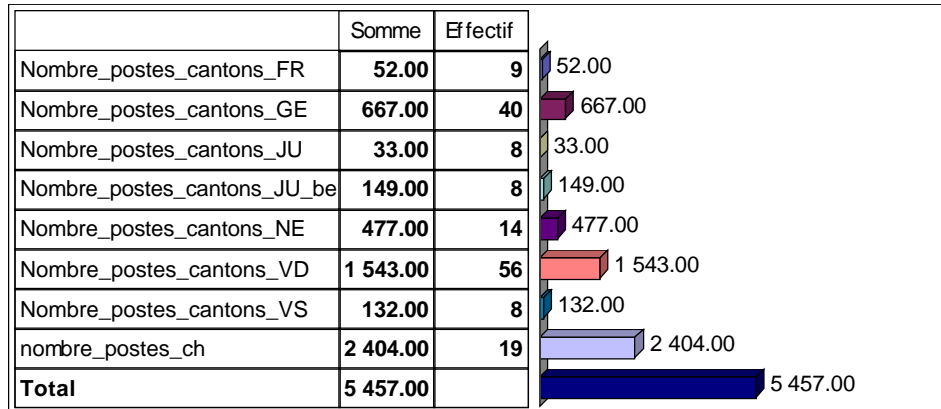 Somme Effectif
Nombre_postes_cantons_FR 52.00 9 52.00
Nombre_postes_cantons_GE 667.00 40 667.00
Nombre_postes_cantons_JU 33.00 8 33.00
Nombre_postes_cantons_JU_be 149.00 8 149.00
Nombre_postes_cantons_NE 477.00 14 477.00
Nombre_postes_cantons_VD 1 543.00 56 1 543.00
Nombre_postes_cantons_VS 132.00 8 132.00
nombre_postes_ch 2 404.00 19 2 404.00
Total 5 457.00 5 457.00